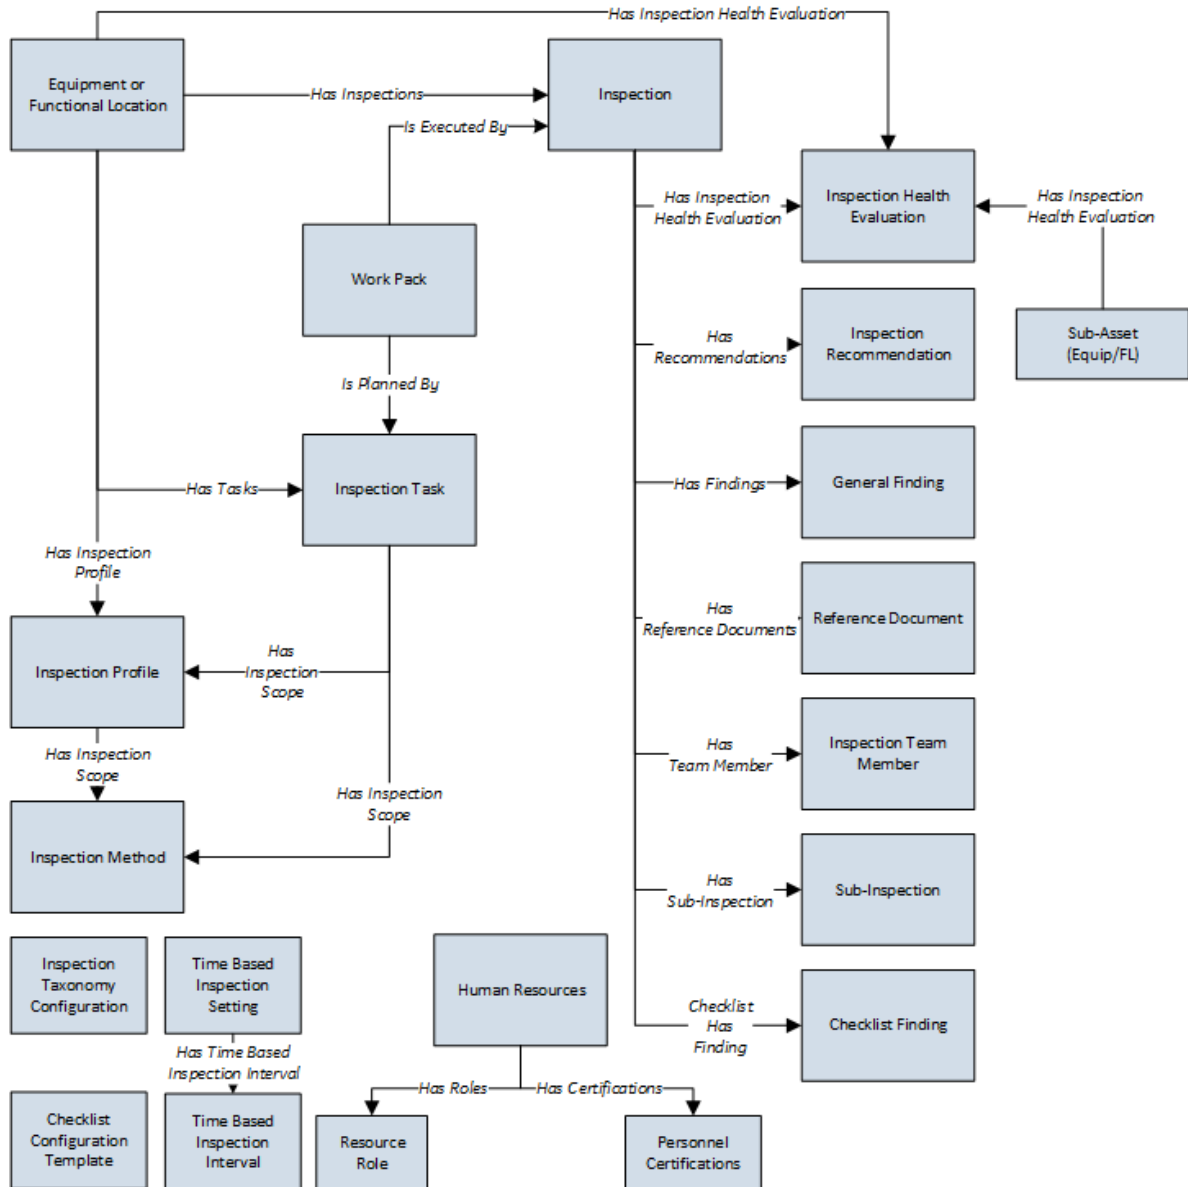 Has Inspection Health Evaluation
Equipment or
Functional Location
Has Inspections
Inspection
Is Executed By
Has Inspection
Health Evaluation
Inspection Health
Evaluation
Has Inspection
Health Evaluation
Work Pack
Has
Recommendations
Inspection
Recommendation
Sub-Asset
(Equip/FL)
Is Planned By
Has Tasks
Inspection Task
Has Findings
General Finding
Has Inspection
Profile
Has
Reference Documents
Reference Document
Inspection Profile
Has
Inspection
Scope
Has Inspection
Scope
Has
Team Member
Inspection Team
Member
Has Inspection
Scope
Inspection Method
Has
Sub-Inspection
Sub-Inspection
Inspection
Taxonomy
Configuration
Time Based
Inspection
Setting
Human Resources
Checklist
Has
Finding
Checklist Finding
Has Time Based
Inspection Interval
Has Roles
Has Certifications
Checklist
Configuration
Template
Time Based
Inspection
Interval
Resource
Role
Personnel
Certifications